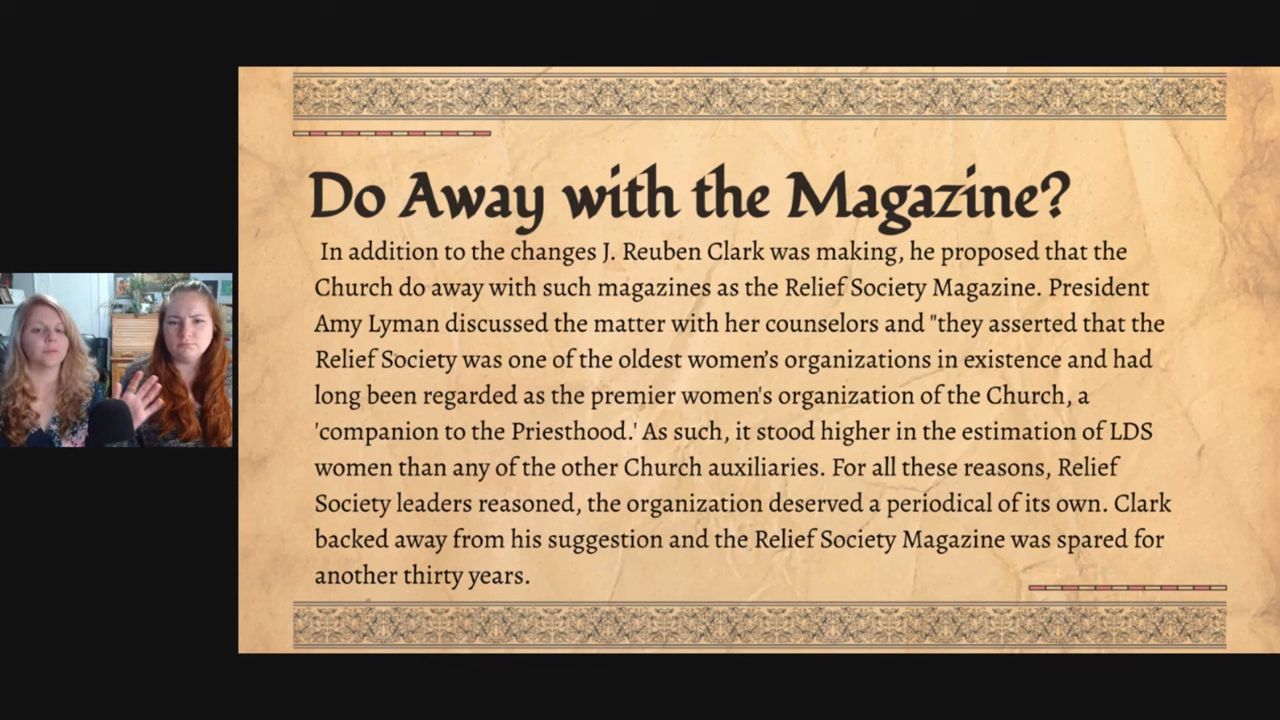 Do Away with the Magazine?
In addition to the changes J. Reuben Clark was making, he proposed that the
Church do away with such magazines as the Relief Society Magazine. President
Amy Lyman discussed the matter with her counselors and "they asserted that the
Relief Society was one of the oldest women’s organizations in existence and had
long been regarded as the premier women's organization of the Church, a
'companion to the Priesthood.' As such, it stood higher in the estimation of LDS
women than any of the other Church auxiliaries. For all these reasons, Relief
Society leaders reasoned, the organization deserved a periodical of its own. Clark
backed away from his suggestion and the Relief Society Magazine was spared for
another thirty years.